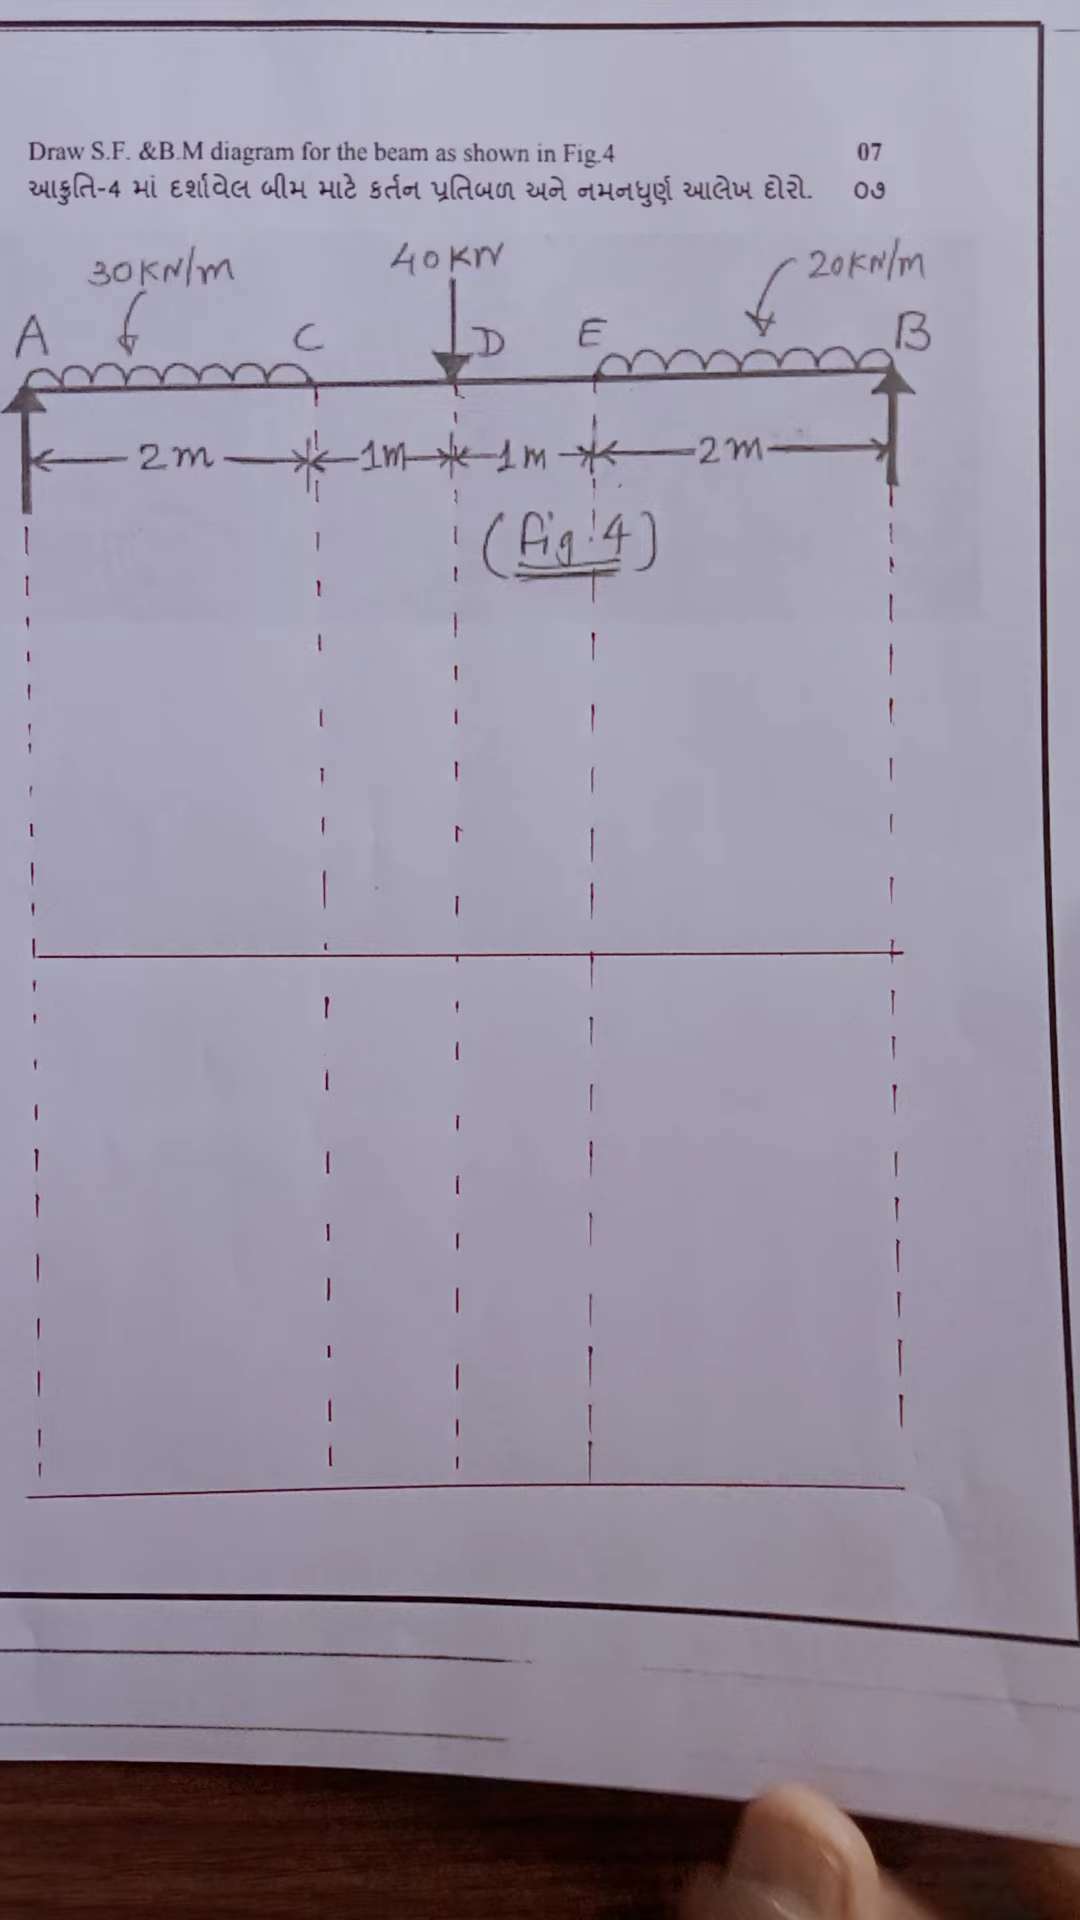 Draw S.F. &B.M diagram for the beam as shown in Fig.4 07
આકૃતિ-4 માં દર્શાવેલ બીમ માટે કર્તન પ્રતિબળ અને નમનધુર્ણ આલેખ દોરો. ૦૭
30KN/m 40KN 20KN/m
A C D E B
2m 1m 1m 2m
(fig:4)